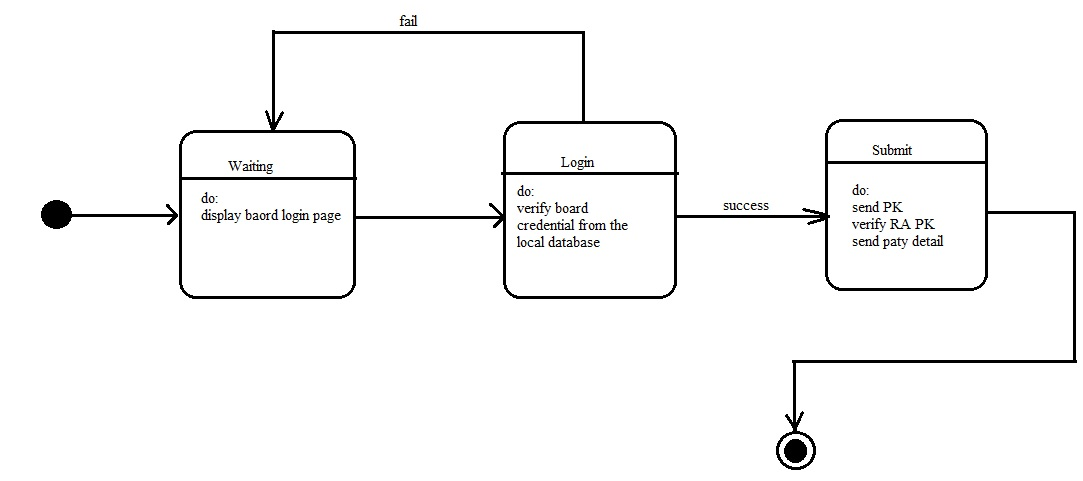 fail
Waiting
do:
display baord login page
Login
do:
verify board
credential from the
local database
success
Submit
do:
send PK
verify RA PK
send paty detail